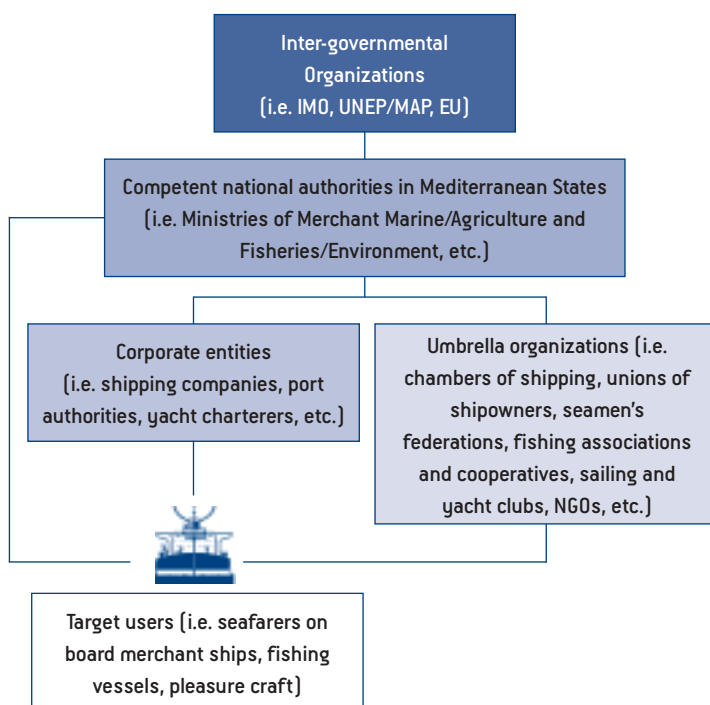 Inter-governmental
Organizations
(i.e. IMO, UNEP/MAP, EU)
Competent national authorities in Mediterranean States
(i.e. Ministries of Merchant Marine/Agriculture and
Fisheries/Environment, etc.)
Corporate entities
(i.e. shipping companies, port
authorities, yacht charterers, etc.)
Umbrella organizations (i.e.
chambers of shipping, unions of
shipowners, seamen's
federations, fishing associations
and cooperatives, sailing and
yacht clubs, NGOs, etc.)
Target users (i.e. seafarers on
board merchant ships, fishing
vessels, pleasure craft)